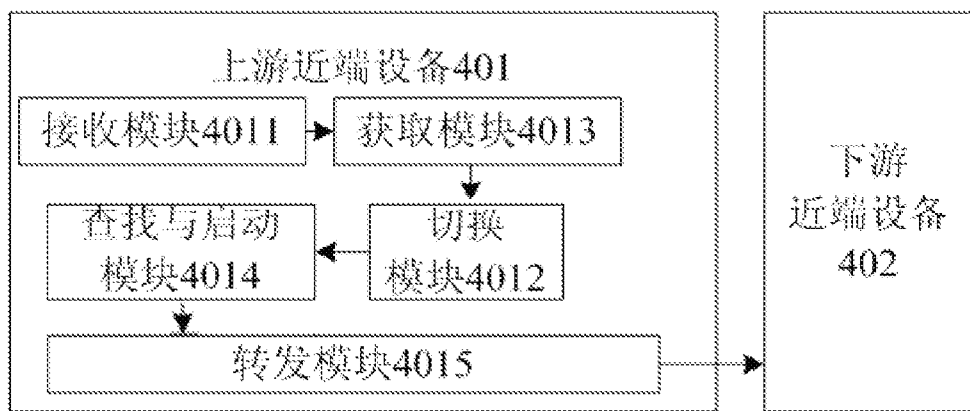 上游近端设备401
接收模块4011
获取模块4013
查找与启动
模块4014
切换
模块4012
转发模块4015
下游
近端设备
402